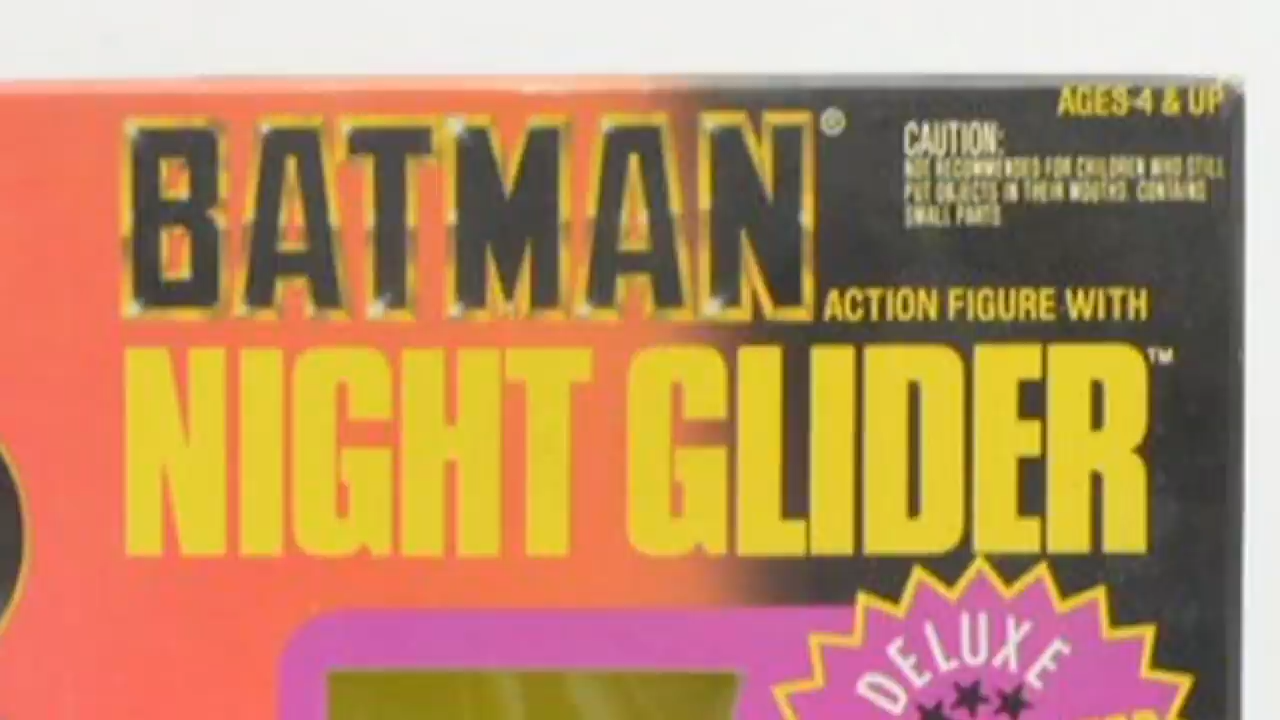 AGES 4 & UP
BATMAN®
CAUTION:
NOT RECOMMENDED FOR CHILDREN WHO STILL
PUT OBJECTS IN THEIR MOUTHS. CONTAINS
SMALL PARTS.
ACTION FIGURE WITH
NIGHT GLIDER™
DELUXE